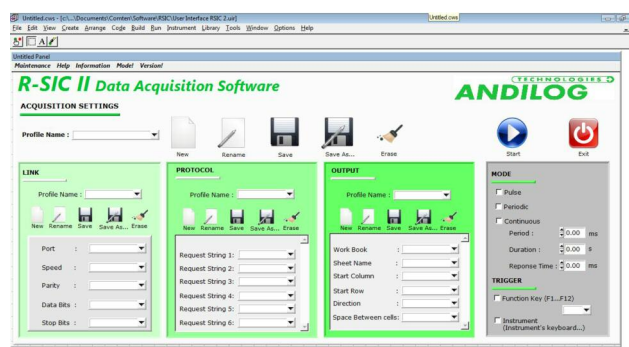 Untitled.cws - [c:\...\Documents\Comten\Software\RSIC\User Interface RSIC 2.uir]
Untitled.cws
File Edit View Create Arrange Code Build Run Instrument Library Tools Window Options Help
Untitled Panel
Maintenance Help Information Model Version!
R-SIC II Data Acquisition Software
TECHNOLOGIES
ANDILOG
ACQUISITION SETTINGS
Profile Name :
New Rename Save Save As... Erase Start Exit
LINK
Profile Name :
New Rename Save Save As... Erase
Port :
Speed :
Parity :
Data Bits :
Stop Bits :
PROTOCOL
Profile Name :
New Rename Save Save As... Erase
Request String 1:
Request String 2:
Request String 3:
Request String 4:
Request String 5:
Request String 6:
OUTPUT
Profile Name :
New Rename Save Save As... Erase
Work Book :
Sheet Name :
Start Column :
Start Row :
Direction :
Space Between cells:
MODE
Pulse
Periodic
Continuous
Period : 0.00 ms
Duration : 0.00 s
Reponse Time : 0.00 ms
TRIGGER
Function Key (F1...F12)
Instrument
(Instrument's keyboard...)